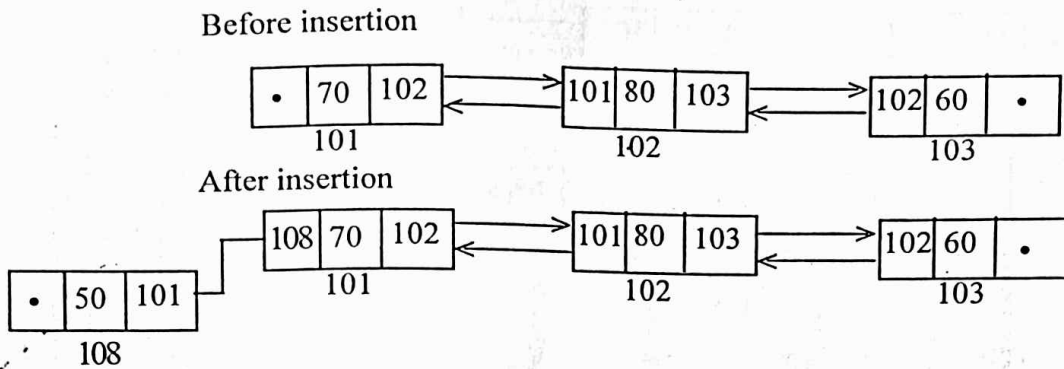 Before insertion
• 70 102 101 80 103 102 60 •
101 102 103
After insertion
108 70 102 101 80 103 102 60 •
101 102 103
• 50 101
108